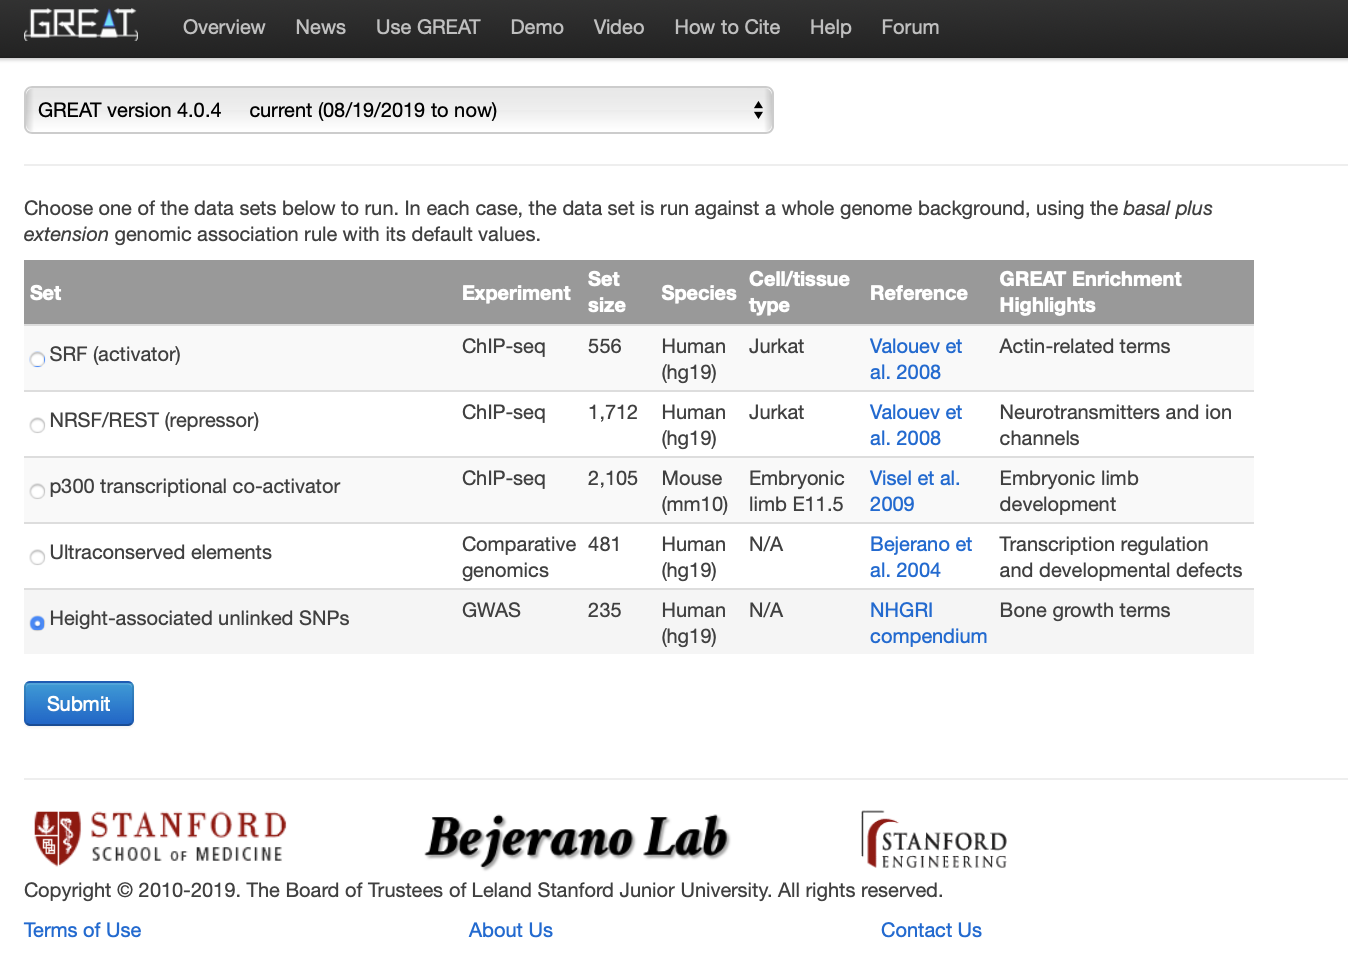 GREAT Overview News Use GREAT Demo Video How to Cite Help Forum
GREAT version 4.0.4 current (08/19/2019 to now)
Choose one of the data sets below to run. In each case, the data set is run against a whole genome background, using the basal plus
extension genomic association rule with its default values.
Set Experiment Set size Species Cell/tissue type Reference GREAT Enrichment Highlights
SRF (activator) ChIP-seq 556 Human (hg19) Jurkat Valouev et al. 2008 Actin-related terms
NRSF/REST (repressor) ChIP-seq 1,712 Human (hg19) Jurkat Valouev et al. 2008 Neurotransmitters and ion channels
p300 transcriptional co-activator ChIP-seq 2,105 Mouse (mm10) Embryonic limb E11.5 Visel et al. 2009 Embryonic limb development
Ultraconserved elements Comparative genomics 481 Human (hg19) N/A Bejerano et al. 2004 Transcription regulation and developmental defects
Height-associated unlinked SNPs GWAS 235 Human (hg19) N/A NHGRI compendium Bone growth terms
Submit
STANFORD
SCHOOL OF MEDICINE
Bejerano Lab
STANFORD
ENGINEERING
Copyright © 2010-2019. The Board of Trustees of Leland Stanford Junior University. All rights reserved.
Terms of Use About Us Contact Us